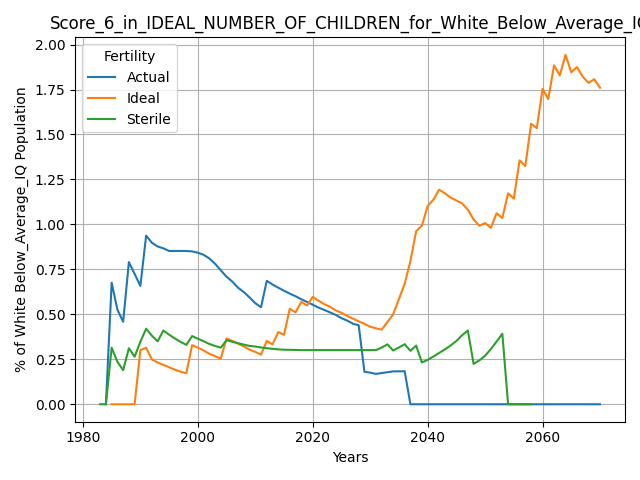 Score_6_in_IDEAL_NUMBER_OF_CHILDREN_for_White_Below_Average_IQ
Fertility
Actual
Ideal
Sterile
% of White Below_Average_IQ Population
2.00
1.75
1.50
1.25
1.00
0.75
0.50
0.25
0.00
1980 2000 2020 2040 2060
Years